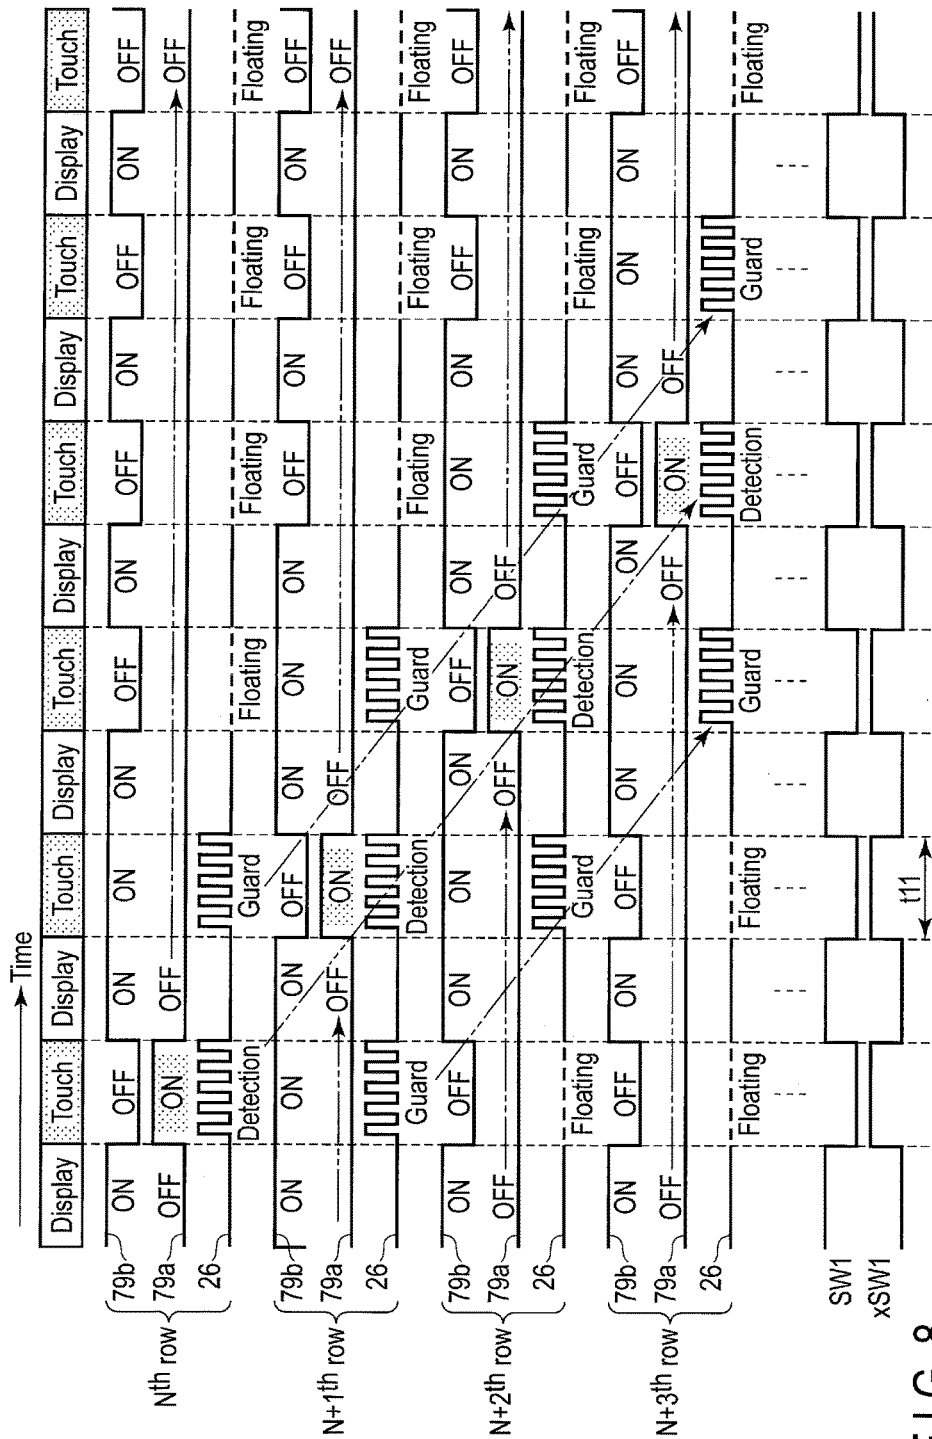 Time
Display Touch Display Touch Display Touch Display Touch Display Touch Display Touch
Nth row
79b ON OFF ON ON ON OFF ON OFF ON OFF ON OFF
79a OFF ON OFF OFF
26
Detection Guard Floating Floating Floating Floating
N+1th row
79b ON ON ON OFF ON ON ON OFF ON OFF ON OFF
79a OFF ON OFF OFF
26
Guard Detection Guard Floating Floating Floating
N+2th row
79b ON OFF ON ON ON OFF ON ON ON OFF ON OFF
79a OFF OFF ON OFF
26
Floating Guard Detection Guard Floating Floating
N+3th row
79b ON OFF ON OFF ON ON ON OFF ON ON ON OFF
79a OFF OFF ON OFF
26
Floating Floating Guard Detection Guard Floating
SW1
xSW1
t11
FIG. 8